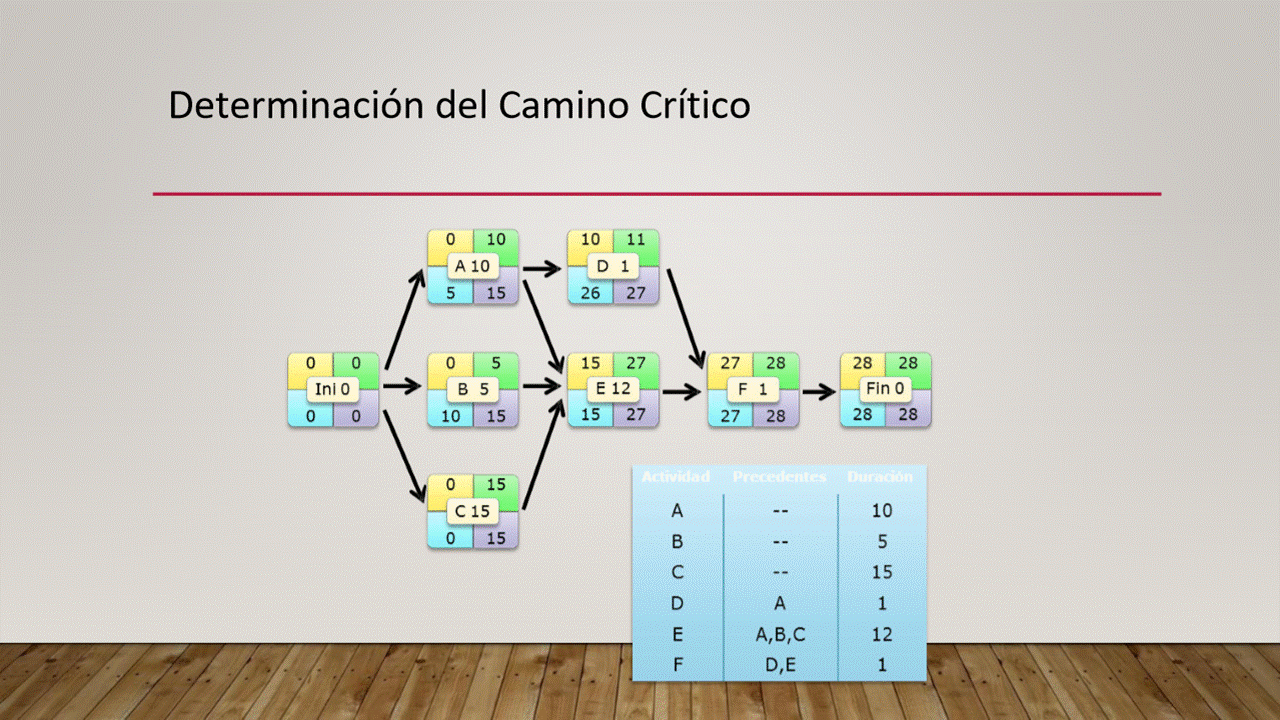 Determinación del Camino Crítico
0 10
A 10
5 15
10 11
D 1
26 27
0 0
Ini 0
0 0
0 5
B 5
10 15
15 27
E 12
15 27
27 28
F 1
27 28
28 28
Fin 0
28 28
0 15
C 15
0 15
Actividad Precedentes Duración
A -- 10
B -- 5
C -- 15
D A 1
E A,B,C 12
F D,E 1